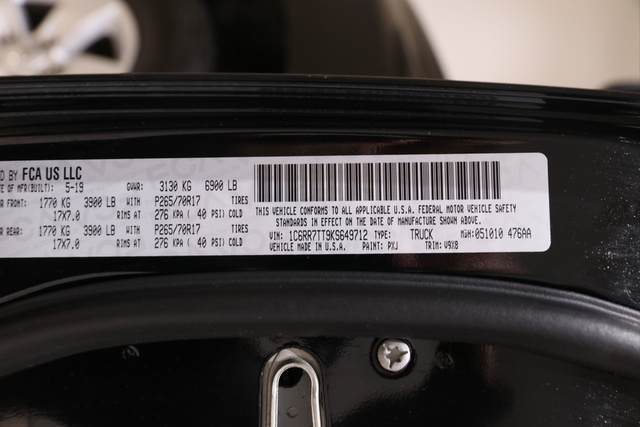 D BY FCA US LLC
TE OF MFR(BUILT): 5-19 GVWR: 3130 KG 6900 LB
R FRONT: 1770 KG 3900 LB WITH P265/70R17 TIRES
17X7.0 RIMS AT 276 KPA ( 40 PSI) COLD
R REAR: 1770 KG 3900 LB WITH P265/70R17 TIRES
17X7.0 RIMS AT 276 KPA ( 40 PSI) COLD
THIS VEHICLE CONFORMS TO ALL APPLICABLE U.S.A. FEDERAL MOTOR VEHICLE SAFETY
STANDARDS IN EFFECT ON THE DATE OF MANUFACTURE SHOWN ABOVE.
VIN: 1C6RR7TT9KS649712 TYPE: TRUCK MDH:051010 476AA
MADE IN U.S.A. PAINT: PXJ TRIM: V9X8